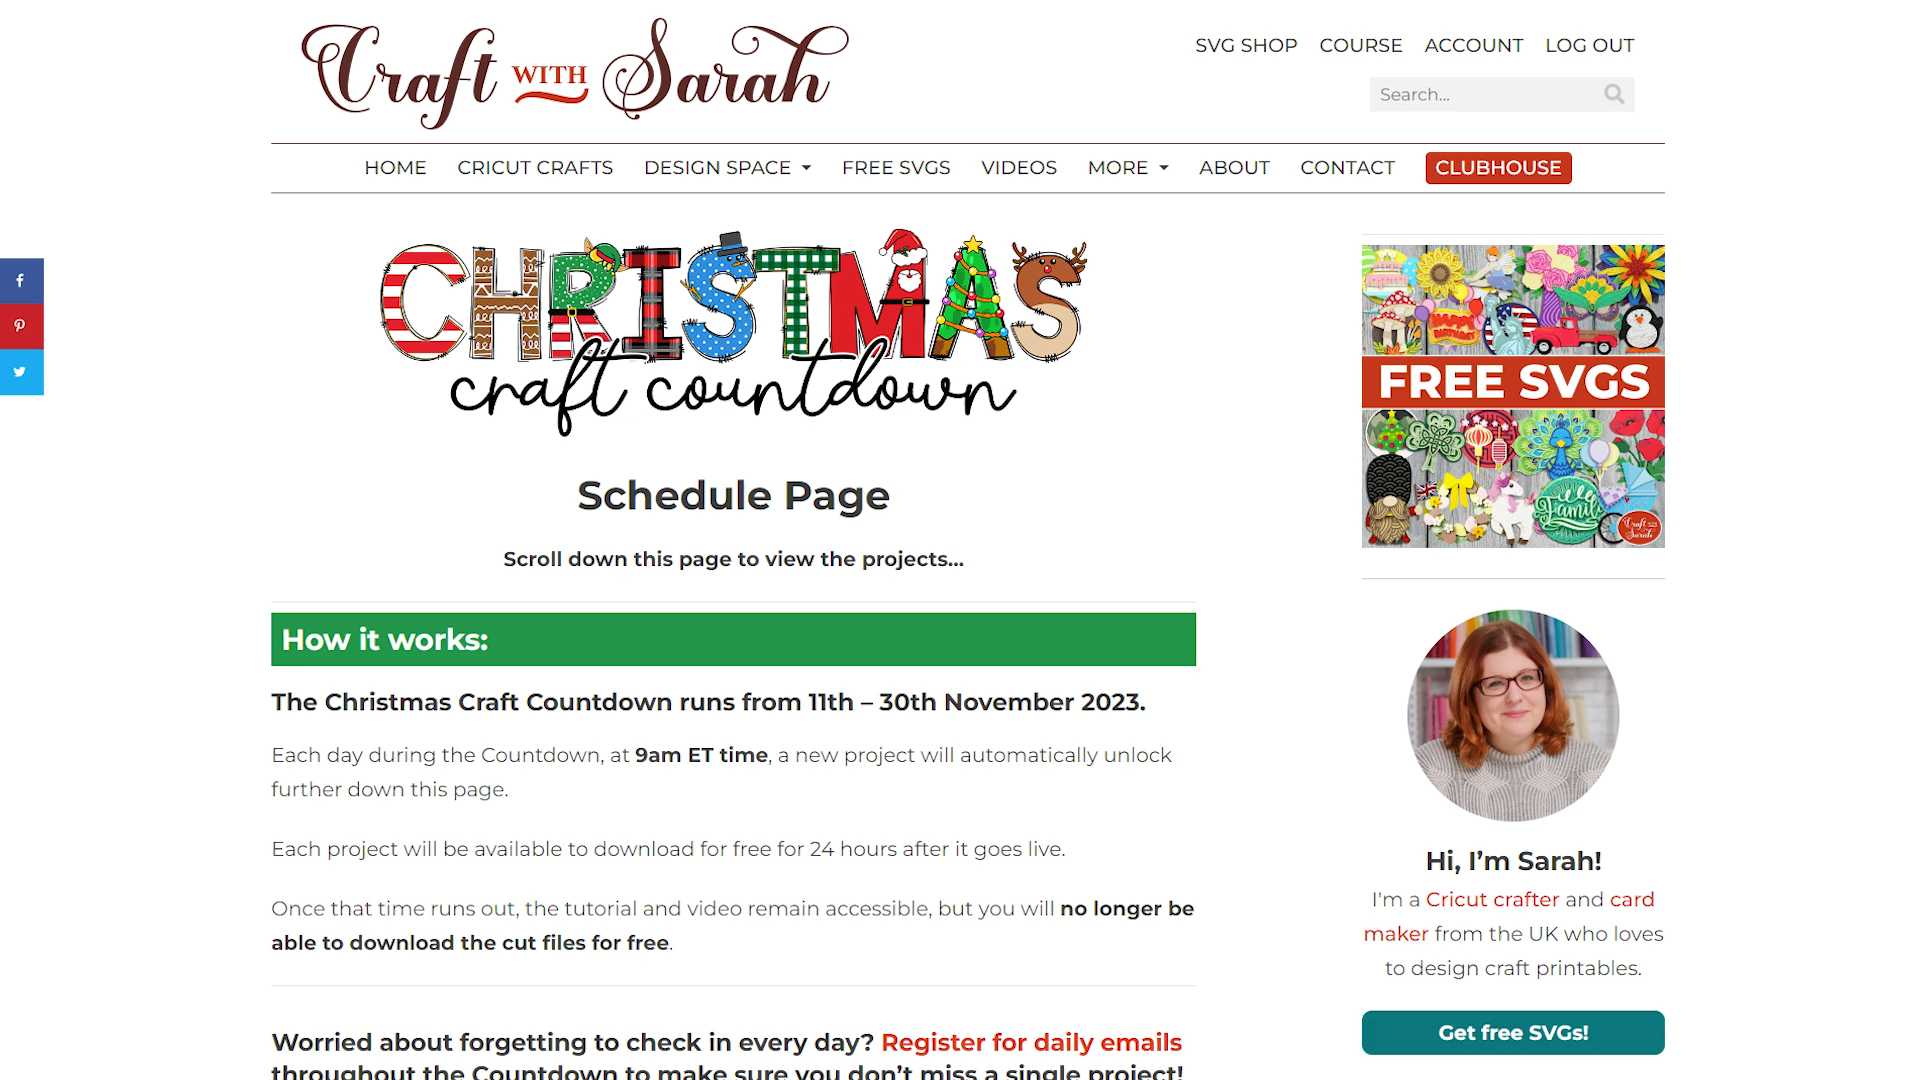 Craft WITH Sarah
SVG SHOP COURSE ACCOUNT LOG OUT
Search...
HOME CRICUT CRAFTS DESIGN SPACE FREE SVGS VIDEOS MORE ABOUT CONTACT CLUBHOUSE
CHRISTMAS
craft countdown
Schedule Page
Scroll down this page to view the projects...
How it works:
The Christmas Craft Countdown runs from 11th – 30th November 2023.
Each day during the Countdown, at 9am ET time, a new project will automatically unlock
further down this page.
Each project will be available to download for free for 24 hours after it goes live.
Once that time runs out, the tutorial and video remain accessible, but you will no longer be
able to download the cut files for free.
Worried about forgetting to check in every day? Register for daily emails
throughout the Countdown to make sure you don't miss a single project!
HAPPY
BIRTHDAY
FREE SVGS
Family
Craft WITH
Sarah
Hi, I’m Sarah!
I'm a Cricut crafter and card
maker from the UK who loves
to design craft printables.
Get free SVGs!